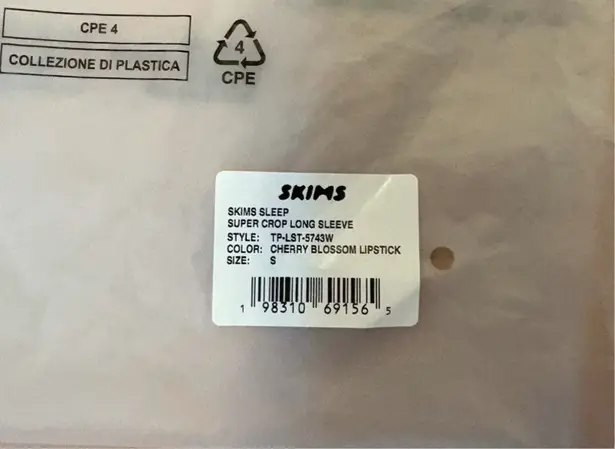 CPE 4
COLLEZIONE DI PLASTICA
4
CPE
SKIMS
SKIMS SLEEP
SUPER CROP LONG SLEEVE
STYLE: TP-LST-5743W
COLOR: CHERRY BLOSSOM LIPSTICK
SIZE: S
1 98310 69156 5